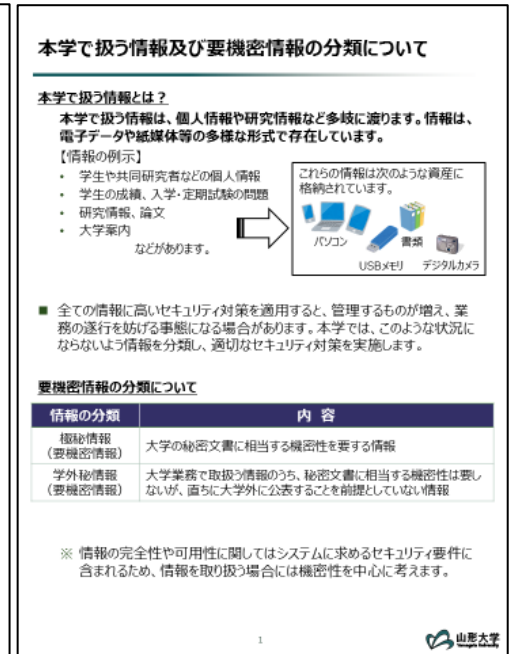 本学で扱う情報及び要機密情報の分類について
本学で扱う情報とは？
本学で扱う情報は、個人情報や研究情報など多岐に渡ります。情報は、
電子データや紙媒体等の多様な形式で存在しています。
【情報の例示】
• 学生や共同研究者などの個人情報
• 学生の成績、入学・定期試験の問題
• 研究情報、論文
• 大学案内
などがあります。
これらの情報は次のような資産に
格納されています。
パソコン
書類
USBメモリ
デジタルカメラ
■ 全ての情報に高いセキュリティ対策を適用すると、管理するものが増え、業
務の遂行を妨げる事態になる場合があります。本学では、このような状況に
ならないよう情報を分類し、適切なセキュリティ対策を実施します。
要機密情報の分類について
情報の分類 内 容
極秘情報
（要機密情報）
大学の秘密文書に相当する機密性を要する情報
学外秘情報
（要機密情報）
大学業務で取扱う情報のうち、秘密文書に相当する機密性は要し
ないが、直ちに大学外に公表することを前提としていない情報
※ 情報の完全性や可用性に関してはシステムに求めるセキュリティ要件に
含まれるため、情報を取り扱う場合には機密性を中心に考えます。
1
山形大学
Yamagata University